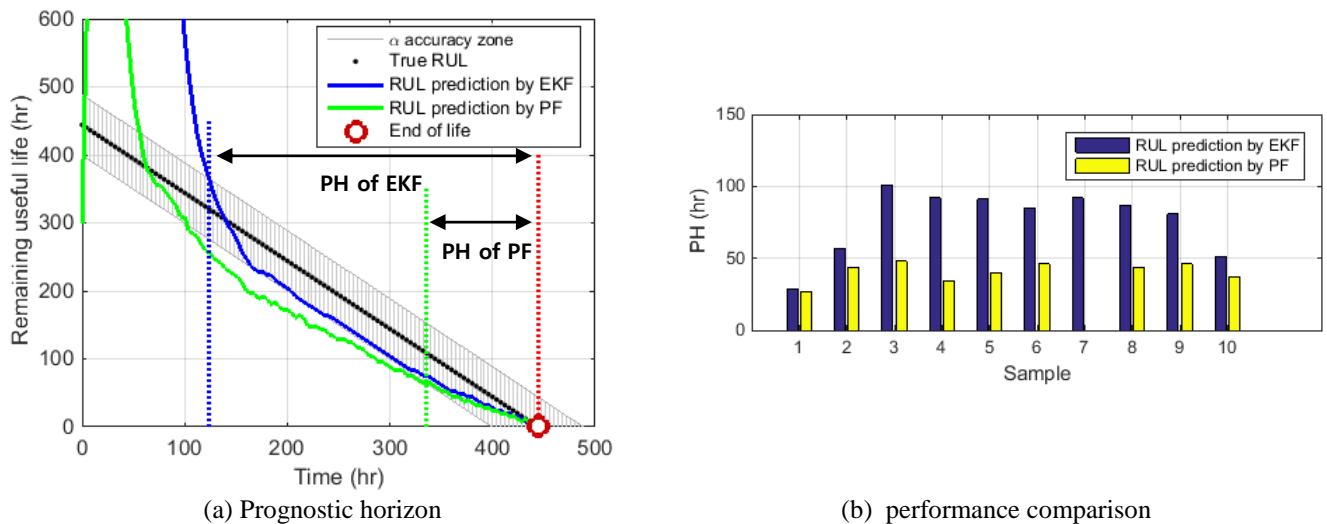 600
500
400
300
200
100
0
Remaining useful life (hr)
0
100
200
300
400
500
Time (hr)
α accuracy zone
True RUL
RUL prediction by EKF
RUL prediction by PF
End of life
PH of EKF
PH of PF
(a) Prognostic horizon
150
100
50
0
PH (hr)
RUL prediction by EKF
RUL prediction by PF
1
2
3
4
5
6
7
8
9
10
Sample
(b) performance comparison